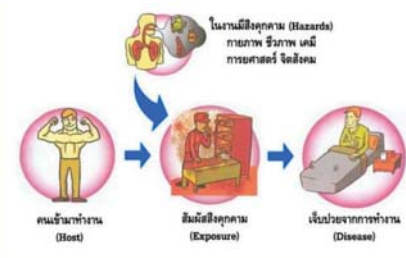 ในงานมีสิ่งคุกคาม (Hazards)
กายภาพ ชีวภาพ เคมี
การยศาสตร์ จิตสังคม
คนเข้ามาทำงาน
(Host)
สัมผัสสิ่งคุกคาม
(Exposure)
เจ็บป่วยจากการทำงาน
(Disease)